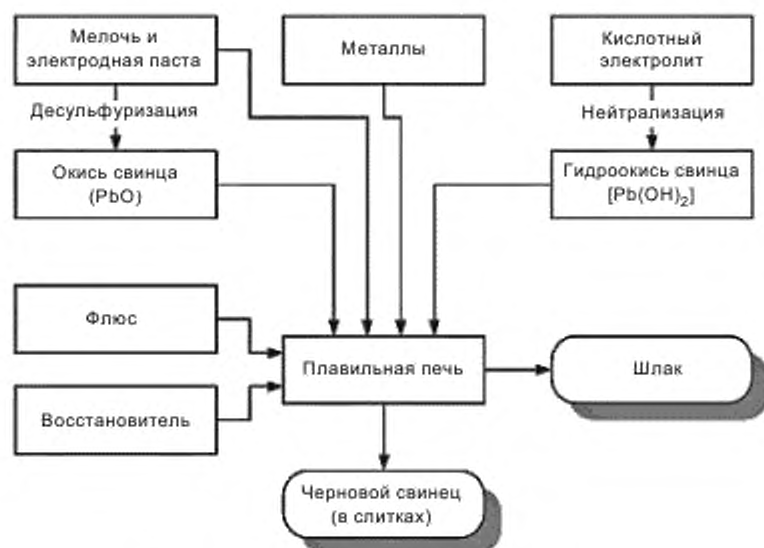 Мелочь и
электродная паста
Металлы
Кислотный
электролит
Десульфуризация
Нейтрализация
Окись свинца
(PbO)
Гидроокись свинца
[Pb(OH)₂]
Флюс
Плавильная печь
Шлак
Восстановитель
Черновой свинец
(в слитках)